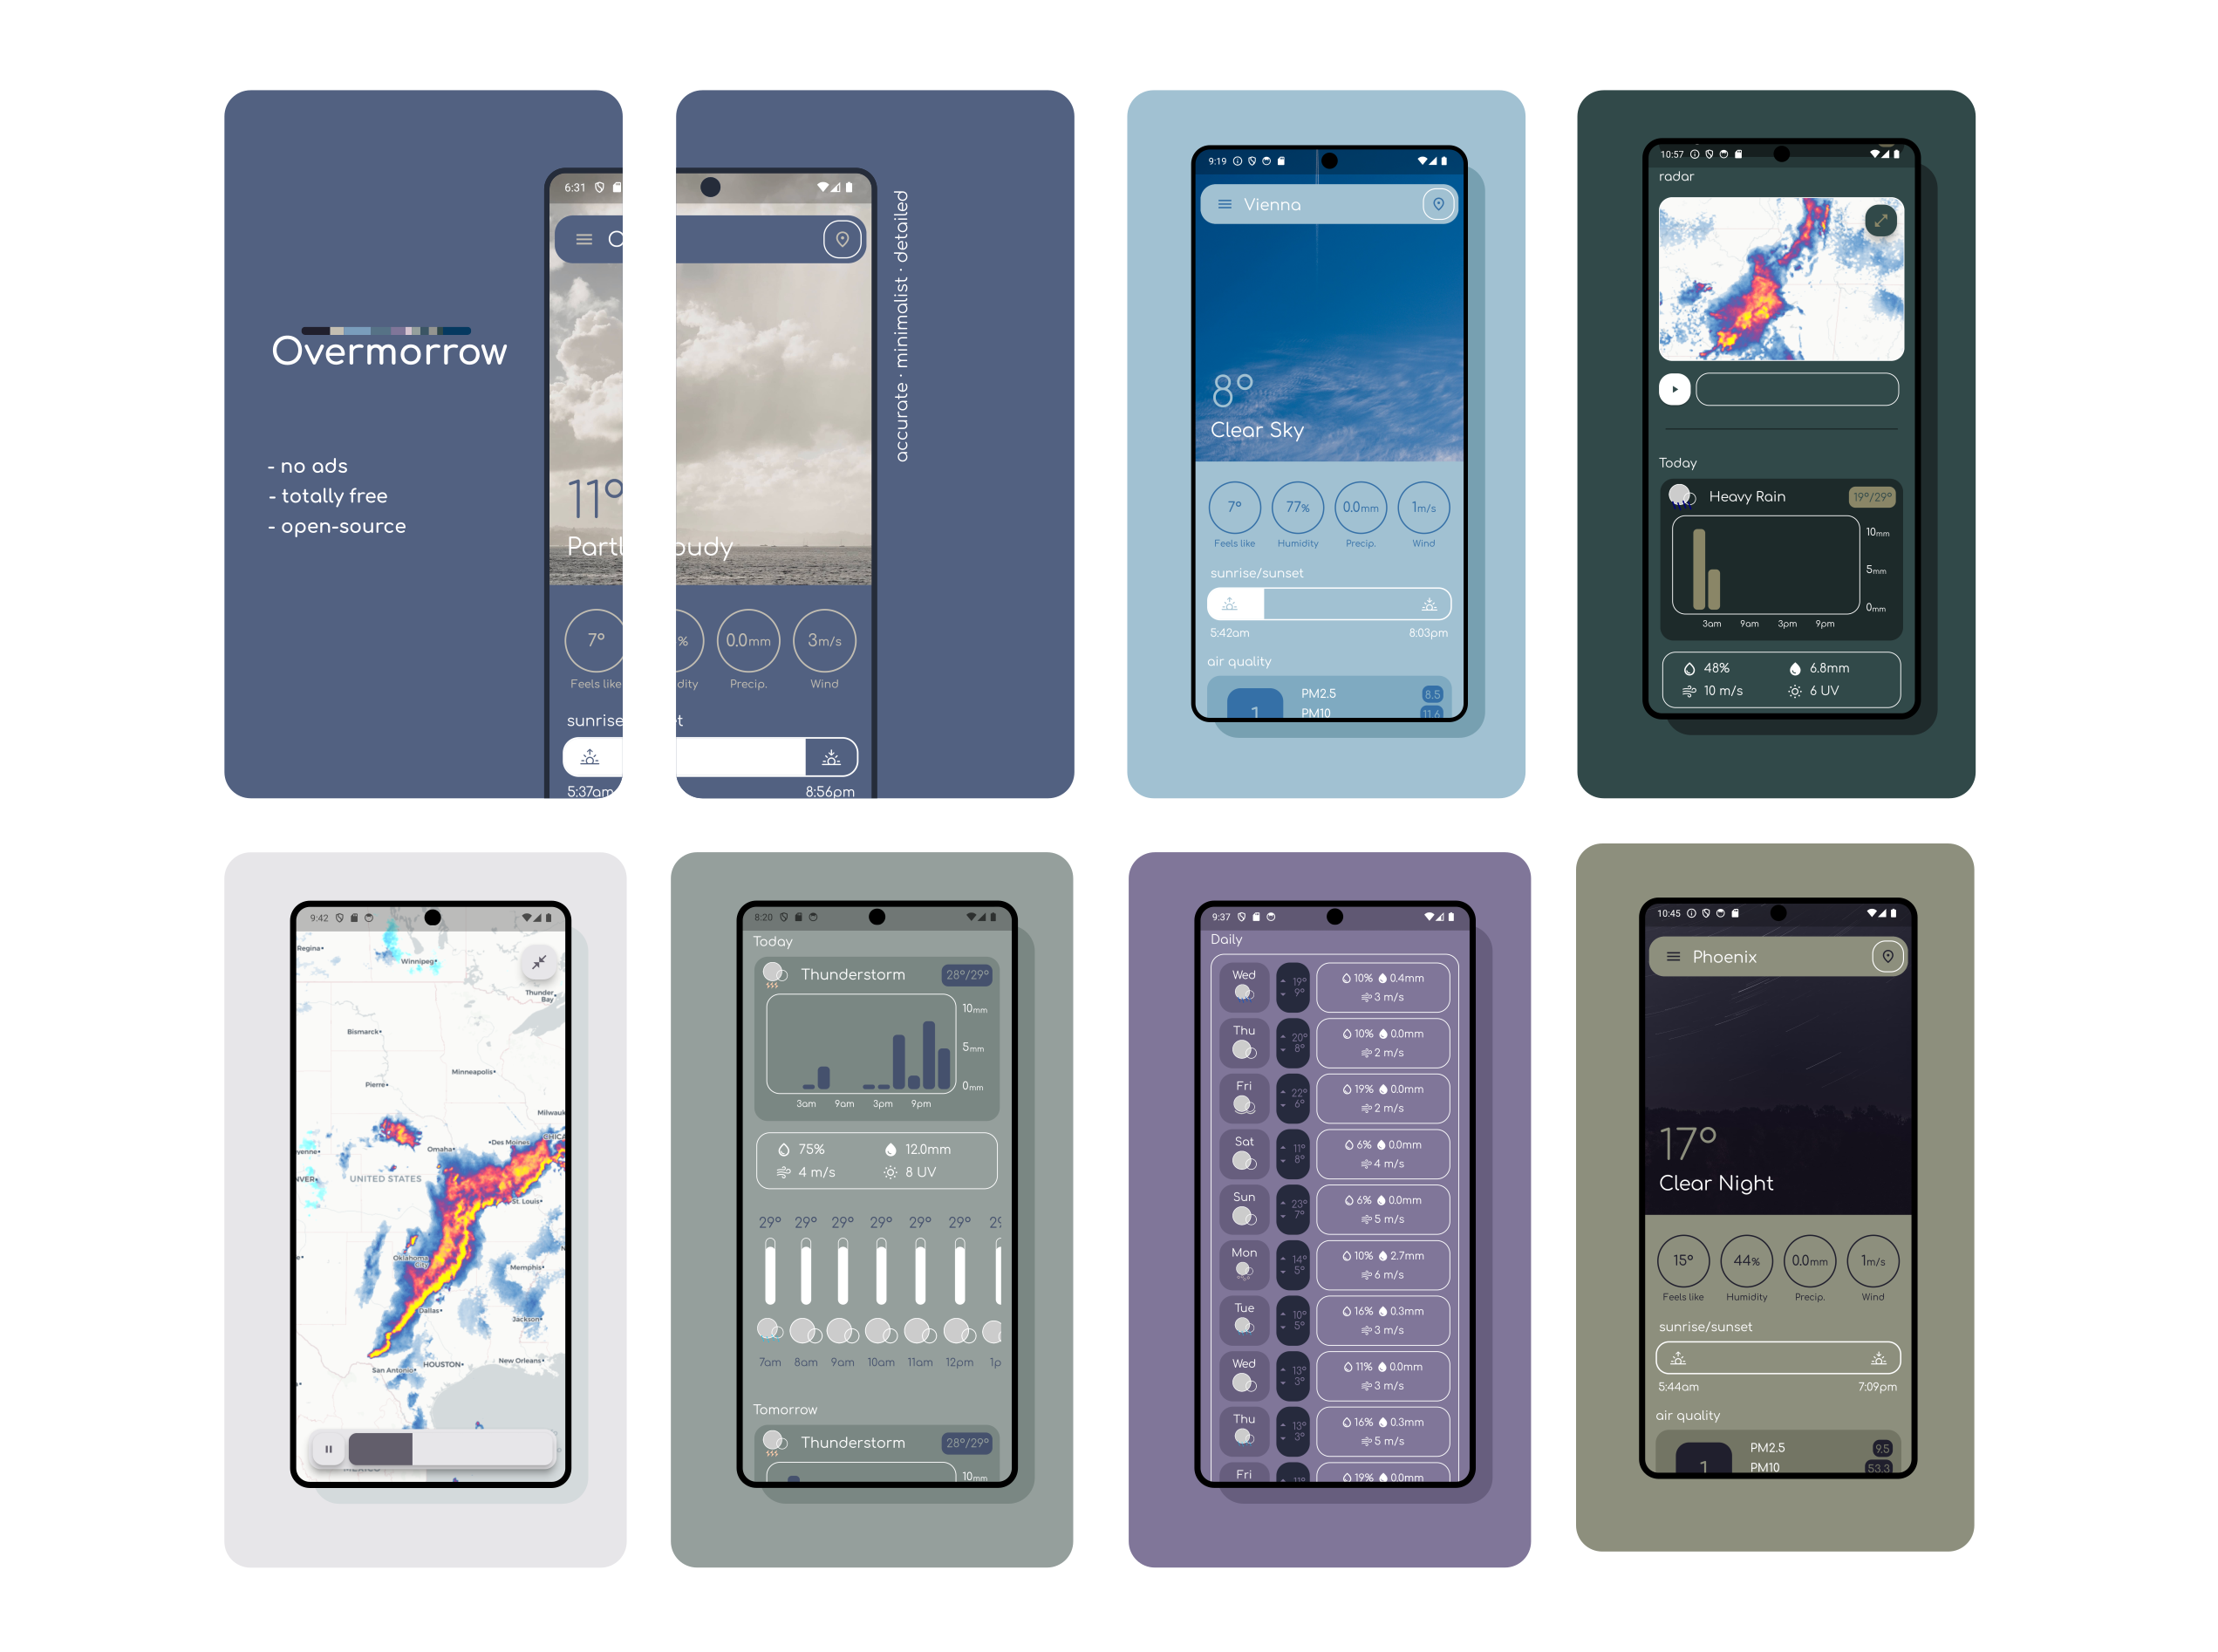 Overmorrow
- no ads
- totally free
- open-source
6:31
11°
7°
Feels like
sunrise
5:37am
%
0.0mm
3m/s
Precip.
Wind
8:56pm
accurate · minimalist · detailed
9:19
Vienna
8°
Clear Sky
7° 77% 0.0mm 1m/s
Feels like Humidity Precip. Wind
sunrise/sunset
5:42am 8:03pm
air quality
1
PM2.5 8.5
PM10 11.6
10:57
radar
Today
Heavy Rain 19°/29°
10mm
5mm
0mm
3am 9am 3pm 9pm
48% 6.8mm
10 m/s 6 UV
9:42
Regina
Winnipeg
Thunder Bay
Bismarck
Minneapolis
Pierre
Milwauk
Des Moines
CHICA
Omaha
yenne
NVER
UNITED STATES
St. Louis
Oklahoma City
Memphis
Dallas
Jackson
San Antonio
HOUSTON
New Orleans
8:20
Today
Thunderstorm 28°/29°
10mm
5mm
0mm
3am 9am 3pm 9pm
75% 12.0mm
4 m/s 8 UV
29° 29° 29° 29° 29° 29° 29
7am 8am 9am 10am 11am 12pm 1p
Tomorrow
Thunderstorm 28°/29°
10mm
9:37
Daily
Wed 19° 9° 10% 0.4mm
3 m/s
Thu 20° 8° 10% 0.0mm
2 m/s
Fri 22° 6° 19% 0.0mm
2 m/s
Sat 11° 8° 6% 0.0mm
4 m/s
Sun 23° 7° 6% 0.0mm
5 m/s
Mon 14° 5° 10% 2.7mm
6 m/s
Tue 10° 5° 16% 0.3mm
3 m/s
Wed 13° 3° 11% 0.0mm
3 m/s
Thu 13° 3° 16% 0.3mm
5 m/s
Fri 11° 19% 0.0mm
10:45
Phoenix
17°
Clear Night
15° 44% 0.0mm 1m/s
Feels like Humidity Precip. Wind
sunrise/sunset
5:44am 7:09pm
air quality
1
PM2.5 9.5
PM10 53.3